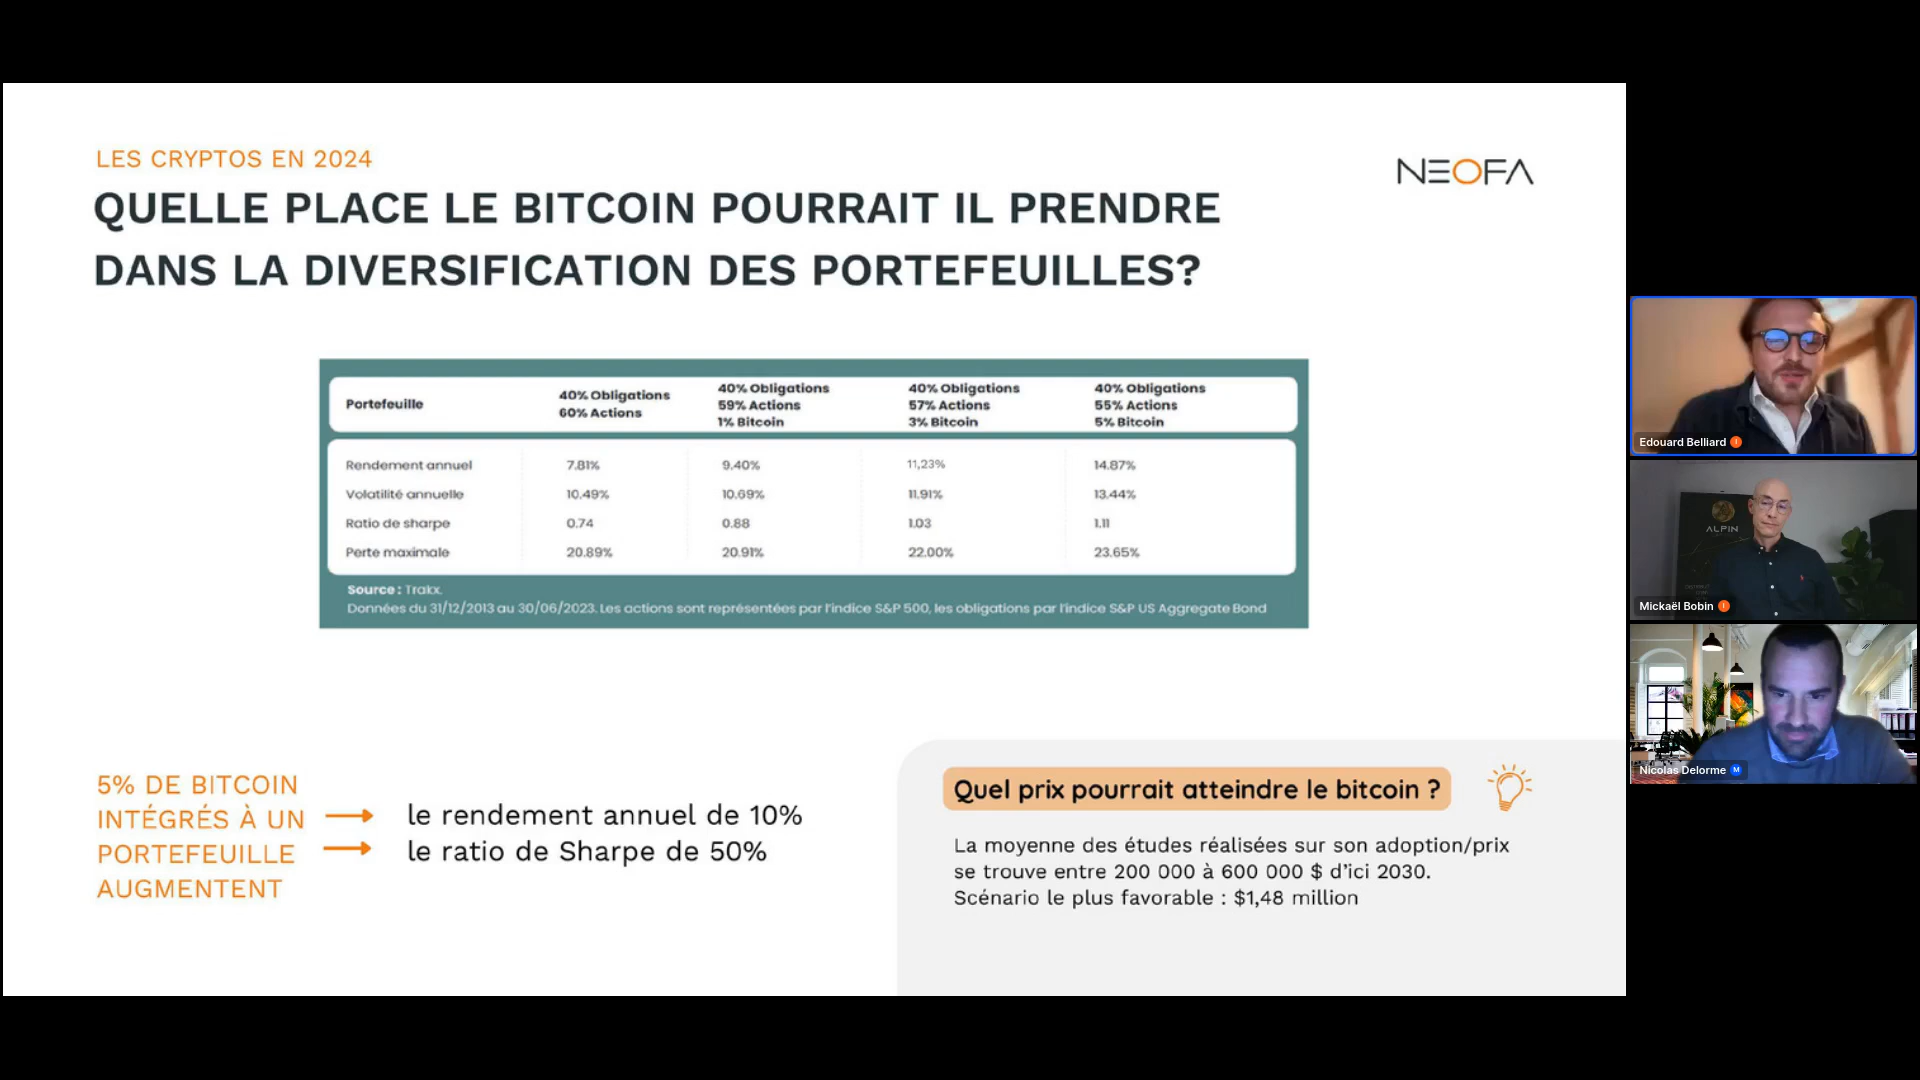 LES CRYPTOS EN 2024
NEOFA
QUELLE PLACE LE BITCOIN POURRAIT IL PRENDRE
DANS LA DIVERSIFICATION DES PORTEFEUILLES?
Portefeuille
40% Obligations
60% Actions
40% Obligations
59% Actions
1% Bitcoin
40% Obligations
57% Actions
3% Bitcoin
40% Obligations
55% Actions
5% Bitcoin
Rendement annuel 7.81% 9.40% 11,23% 14.87%
Volatilité annuelle 10.49% 10.69% 11.91% 13.44%
Ratio de sharpe 0.74 0.88 1.03 1.11
Perte maximale 20.89% 20.91% 22.00% 23.65%
Source : Trakx.
Données du 31/12/2013 au 30/06/2023. Les actions sont représentées par l'indice S&P 500, les obligations par l'indice S&P US Aggregate Bond
5% DE BITCOIN
INTÉGRÉS À UN
PORTEFEUILLE
AUGMENTENT
le rendement annuel de 10%
le ratio de Sharpe de 50%
Quel prix pourrait atteindre le bitcoin ?
La moyenne des études réalisées sur son adoption/prix
se trouve entre 200 000 à 600 000 $ d'ici 2030.
Scénario le plus favorable : $1,48 million
Edouard Belliard
ALPIN
Mickaël Bobin
Nicolas Delorme M